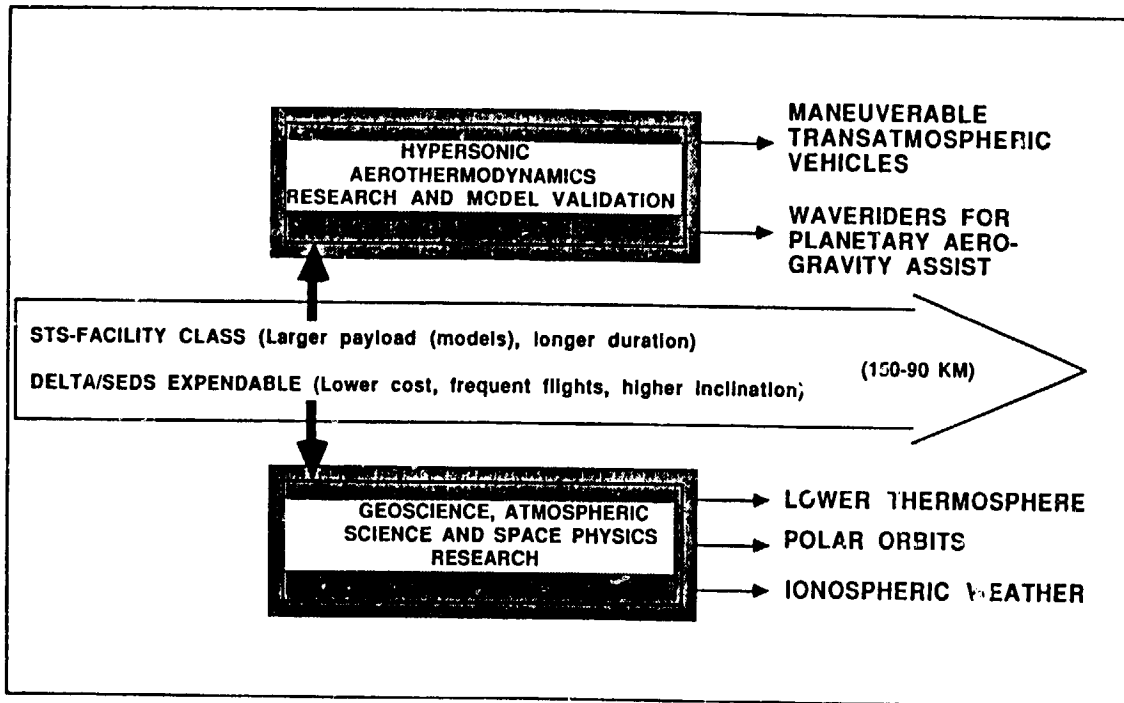 HYPERSONIC
AEROTHERMODYNAMICS
RESEARCH AND MODEL VALIDATION
MANEUVERABLE
TRANSATMOSPHERIC
VEHICLES
WAVERIDERS FOR
PLANETARY AERO-
GRAVITY ASSIST
STS-FACILITY CLASS (Larger payload (models), longer duration)
DELTA/SEDS EXPENDABLE (Lower cost, frequent flights, higher inclination)
(150-90 KM)
GEOSCIENCE, ATMOSPHERIC
SCIENCE AND SPACE PHYSICS
RESEARCH
LOWER THERMOSPHERE
POLAR ORBITS
IONOSPHERIC WEATHER